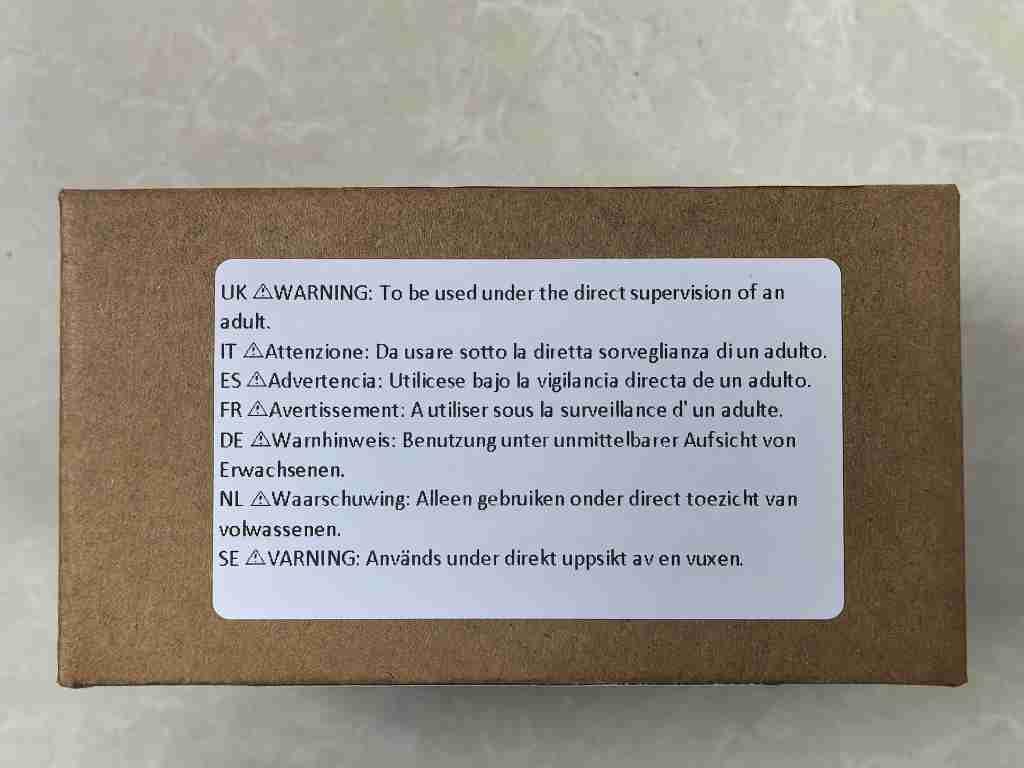 UK ⚠WARNING: To be used under the direct supervision of an
adult.
IT ⚠Attenzione: Da usare sotto la diretta sorveglianza di un adulto.
ES ⚠Advertencia: Utilicese bajo la vigilancia directa de un adulto.
FR ⚠Avertissement: A utiliser sous la surveillance d' un adulte.
DE ⚠Warnhinweis: Benutzung unter unmittelbarer Aufsicht von
Erwachsenen.
NL ⚠Waarschuwing: Alleen gebruiken onder direct toezicht van
volwassenen.
SE ⚠VARNING: Används under direkt uppsikt av en vuxen.